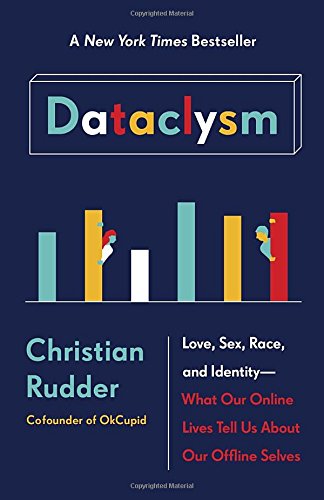 A New York Times Bestseller
Dataclysm
Christian
Rudder
Cofounder of OkCupid
Love, Sex, Race,
and Identity—
What Our Online
Lives Tell Us About
Our Offline Selves